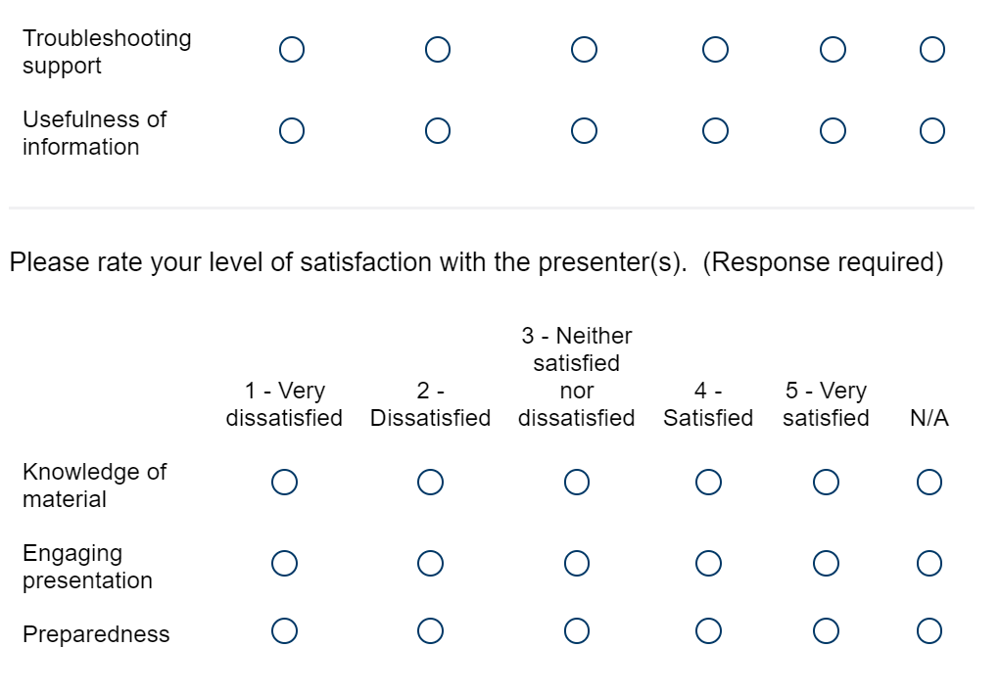 Troubleshooting
support
Usefulness of
information
Please rate your level of satisfaction with the presenter(s).  (Response required)
3 - Neither
satisfied
1 - Very 2 - nor 4 - 5 - Very
dissatisfied Dissatisfied dissatisfied Satisfied satisfied N/A
Knowledge of
material
Engaging
presentation
Preparedness